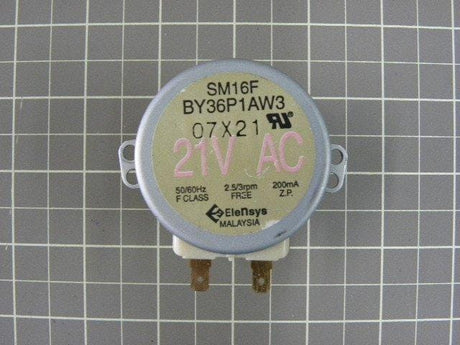 SM16F
BY36P1AW3
07X21
21V AC
50/60Hz 2.5/3rpm 200mA
F CLASS FREE Z.P.
EleNsys
MALAYSIA